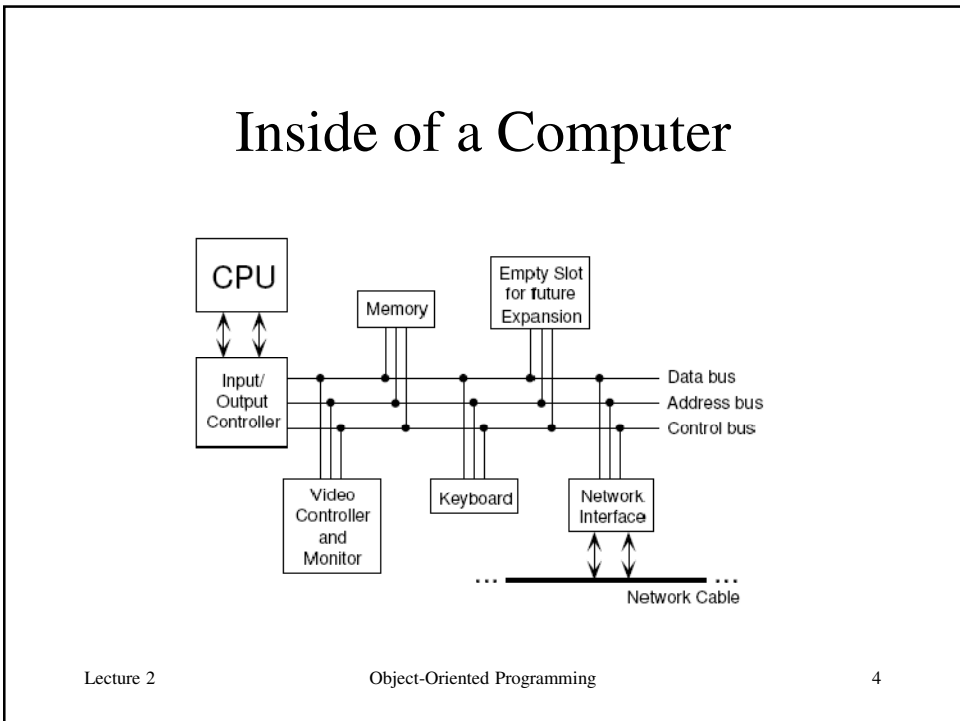 Inside of a Computer
CPU
Memory
Empty Slot
for future
Expansion
Input/
Output
Controller
Data bus
Address bus
Control bus
Video
Controller
and
Monitor
Keyboard
Network
Interface
... ...
Network Cable
Lecture 2 Object-Oriented Programming 4